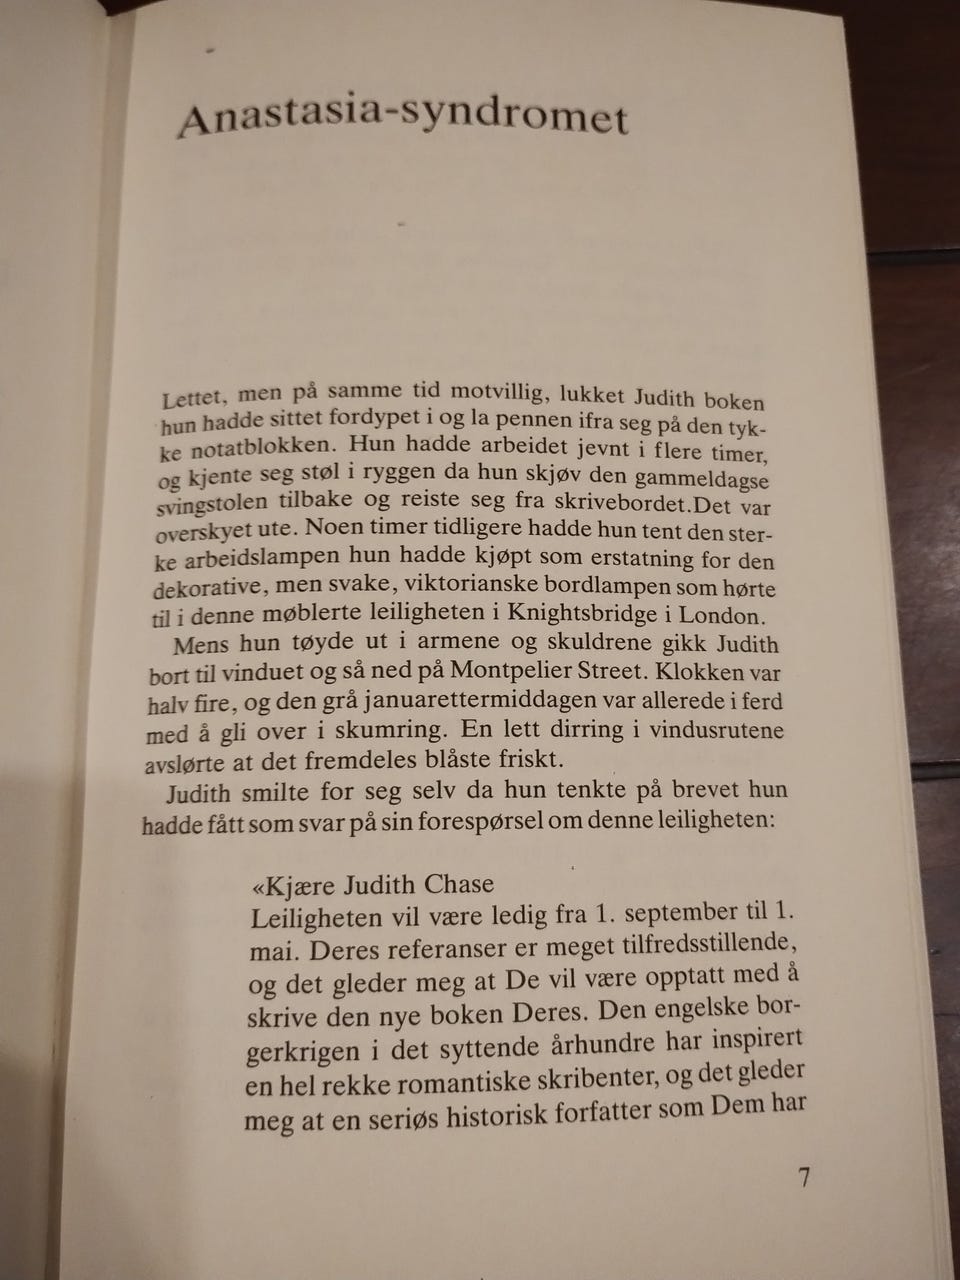 Anastasia-syndromet
Lettet, men på samme tid motvillig, lukket Judith boken
hun hadde sittet fordypet i og la pennen ifra seg på den tyk-
ke notatblokken. Hun hadde arbeidet jevnt i flere timer,
og kjente seg støl i ryggen da hun skjøv den gammeldagse
svingstolen tilbake og reiste seg fra skrivebordet.Det var
overskyet ute. Noen timer tidligere hadde hun tent den ster-
ke arbeidslampen hun hadde kjøpt som erstatning for den
dekorative, men svake, viktorianske bordlampen som hørte
til i denne møblerte leiligheten i Knightsbridge i London.
Mens hun tøyde ut i armene og skuldrene gikk Judith
bort til vinduet og så ned på Montpelier Street. Klokken var
halv fire, og den grå januarettermiddagen var allerede i ferd
med å gli over i skumring. En lett dirring i vindusrutene
avslørte at det fremdeles blåste friskt.
Judith smilte for seg selv da hun tenkte på brevet hun
hadde fått som svar på sin forespørsel om denne leiligheten:
«Kjære Judith Chase
Leiligheten vil være ledig fra 1. september til 1.
mai. Deres referanser er meget tilfredsstillende,
og det gleder meg at De vil være opptatt med å
skrive den nye boken Deres. Den engelske bor-
gerkrigen i det syttende århundre har inspirert
en hel rekke romantiske skribenter, og det gleder
meg at en seriøs historisk forfatter som Dem har
7